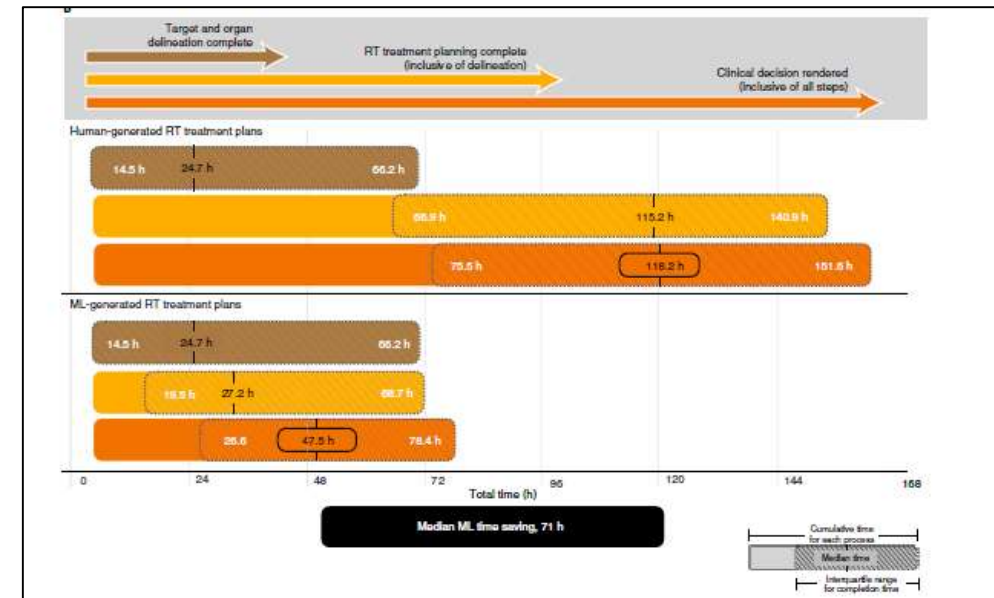 Target and organ
delineation complete
RT treatment planning complete
(inclusive of delineation)
Clinical decision rendered
(inclusive of all steps)
Human-generated RT treatment plans
14.5 h 24.7 h 66.2 h
66.9 h 115.2 h 140.9 h
75.5 h 118.2 h 151.6 h
ML-generated RT treatment plans
14.5 h 24.7 h 66.2 h
27.2 h 66.7 h
26.6 47.5 h 78.4 h
0 24 48 72 96 120 144 168
Total time (h)
Median ML time saving, 71 h
Cumulative time
for each process
Median time
Interquartile range
for completion time